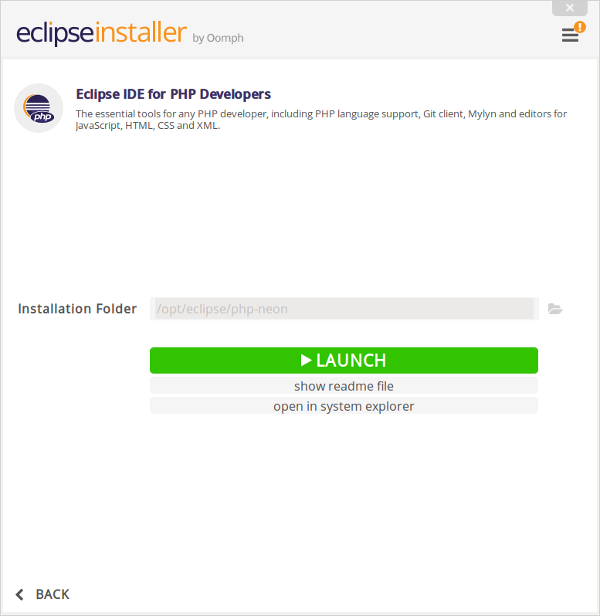 eclipseinstaller by Oomph
!
php
Eclipse IDE for PHP Developers
The essential tools for any PHP developer, including PHP language support, Git client, Mylyn and editors for
JavaScript, HTML, CSS and XML.
Installation Folder /opt/eclipse/php-neon
LAUNCH
show readme file
open in system explorer
BACK